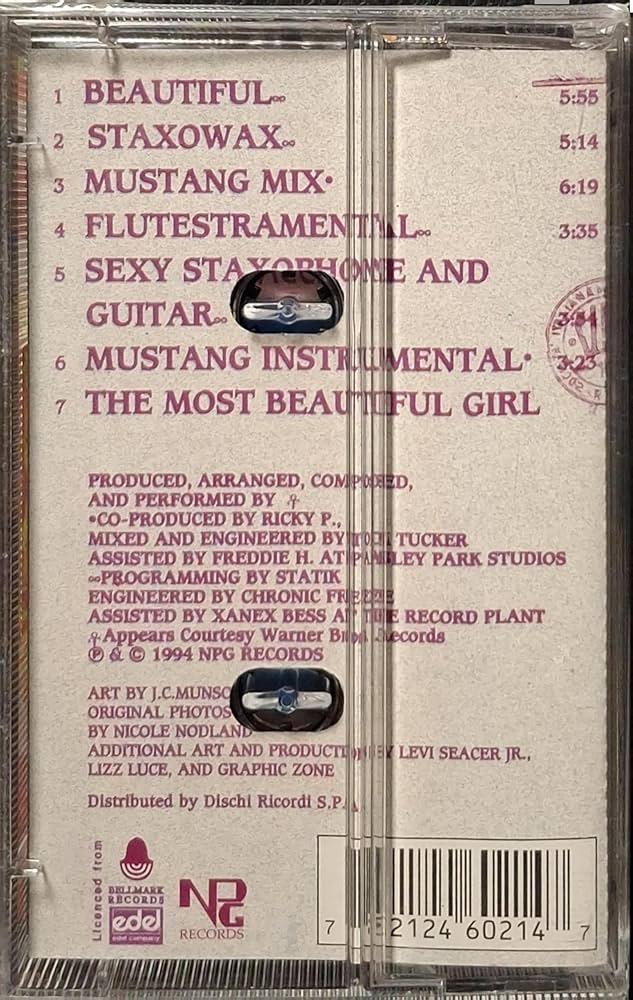 1 BEAUTIFUL∞ 5:55
2 STAXOWAX∞ 5:14
3 MUSTANG MIX• 6:19
4 FLUTESTRAMENTAL∞ 3:35
5 SEXY STAXOPHONE AND
GUITAR∞
6 MUSTANG INSTRUMENTAL• 3:23
7 THE MOST BEAUTIFUL GIRL
PRODUCED, ARRANGED, COMPOSED,
AND PERFORMED BY
•CO-PRODUCED BY RICKY P.,
MIXED AND ENGINEERED BY TUCKER
ASSISTED BY FREDDIE H. AT PAISLEY PARK STUDIOS
∞PROGRAMMING BY STATIK
ENGINEERED BY CHRONIC FREEZE
ASSISTED BY XANEX BESS AT THE RECORD PLANT
Appears Courtesy Warner Bros. Records
℗ & © 1994 NPG RECORDS
ART BY J.C.MUNSO
ORIGINAL PHOTOS
BY NICOLE NODLAND
ADDITIONAL ART AND PRODUCTION BY LEVI SEACER JR.,
LIZZ LUCE, AND GRAPHIC ZONE
Distributed by Dischi Ricordi S.P.A
Licenced from
BELLMARK
RECORDS
edel
edel company
NPG
RECORDS
7 2124 60214 7